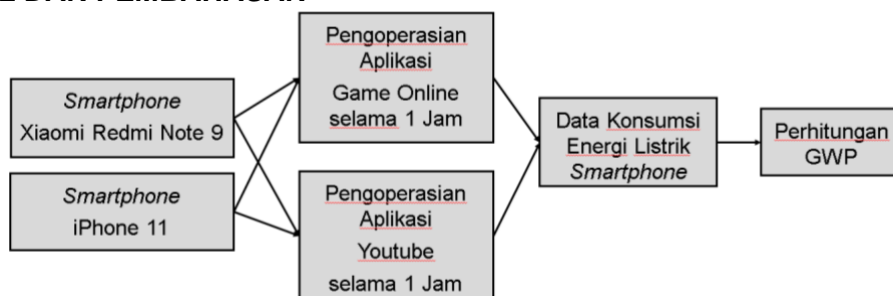 Smartphone
Xiaomi Redmi Note 9
Smartphone
iPhone 11
Pengoperasian
Aplikasi
Game Online
selama 1 Jam
Pengoperasian
Aplikasi
Youtube
selama 1 Jam
Data Konsumsi
Energi Listrik
Smartphone
Perhitungan
GWP